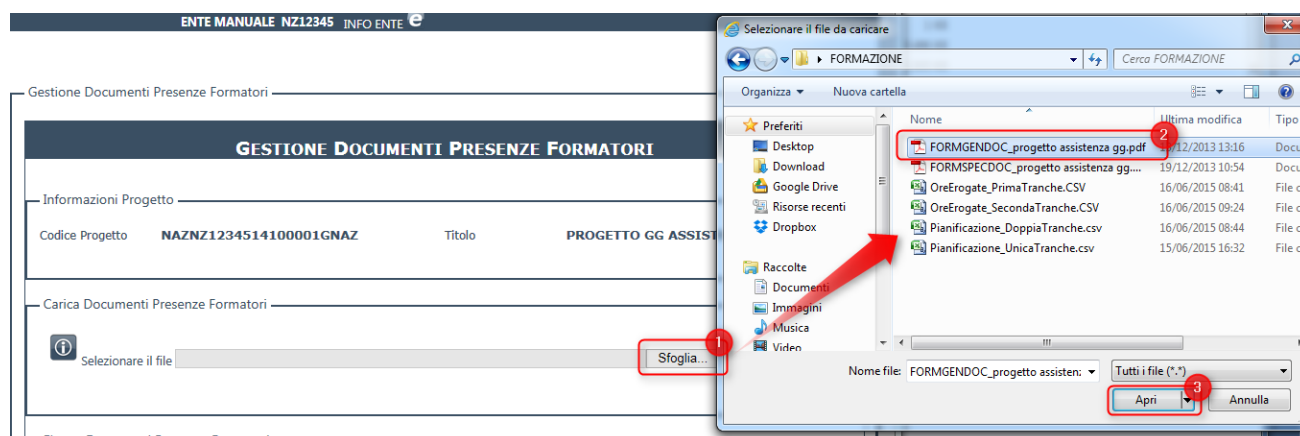 ENTE MANUALE NZ12345 INFO ENTE e
Gestione Documenti Presenze Formatori
GESTIONE DOCUMENTI PRESENZE FORMATORI
Informazioni Progetto
Codice Progetto NAZNZ1234514100001GNAZ Titolo PROGETTO GG ASSIST
Carica Documenti Presenze Formatori
Selezionare il file Sfoglia... 1
Selezionare il file da caricare
FORMAZIONE Cerca FORMAZIONE
Organizza Nuova cartella
Preferiti
Desktop
Download
Google Drive
Risorse recenti
Dropbox
Raccolte
Documenti
Immagini
Musica
Video
Nome Ultima modifica Tipo
2
FORMGENDOC_progetto assistenza gg.pdf /12/2013 13:16 Docu
FORMSPECDOC_progetto assistenza gg.... 19/12/2013 10:54 Docu
OreErogate_PrimaTranche.CSV 16/06/2015 08:41 File c
OreErogate_SecondaTranche.CSV 16/06/2015 09:24 File c
Pianificazione_DoppiaTranche.csv 16/06/2015 08:44 File c
Pianificazione_UnicaTranche.csv 15/06/2015 16:32 File c
Nome file: FORMGENDOC_progetto assisten: Tutti i file (*.*)
3
Apri Annulla